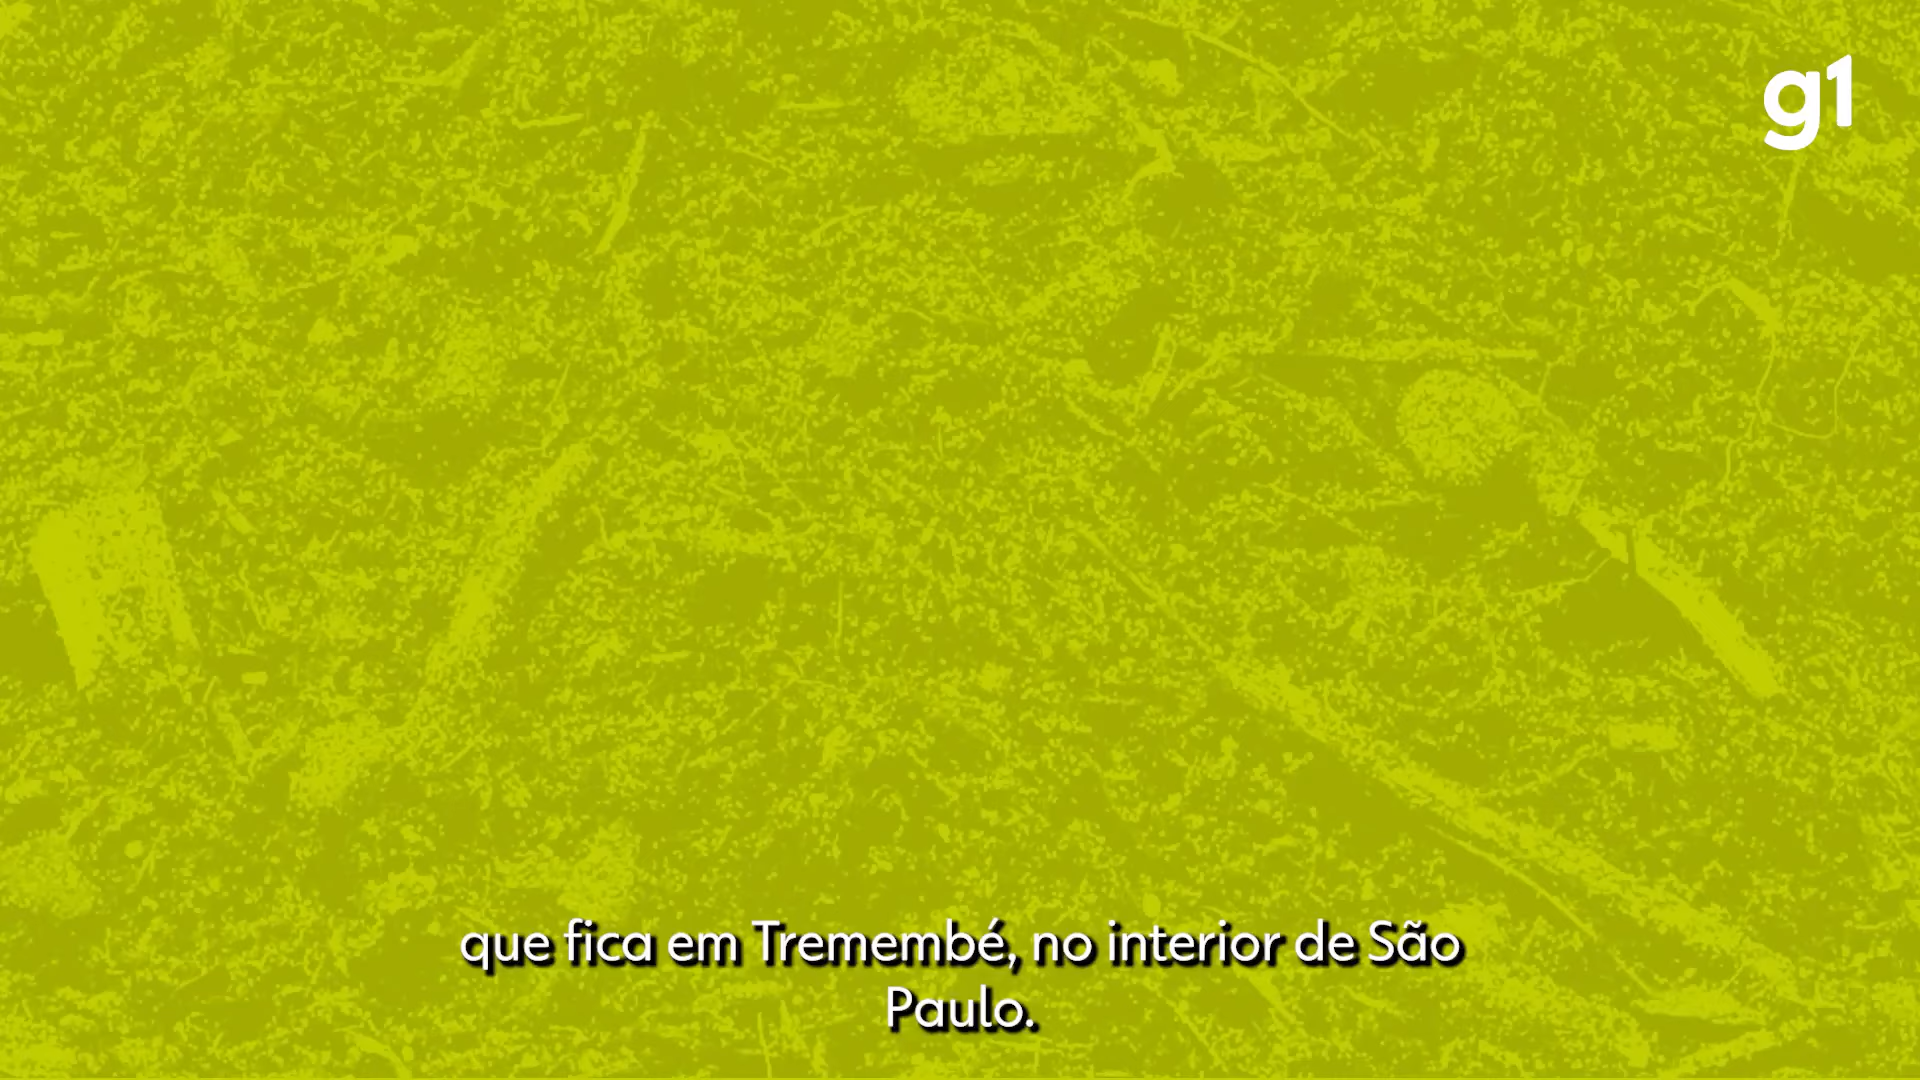 g1
que fica em Tremembé, no interior de São
Paulo.